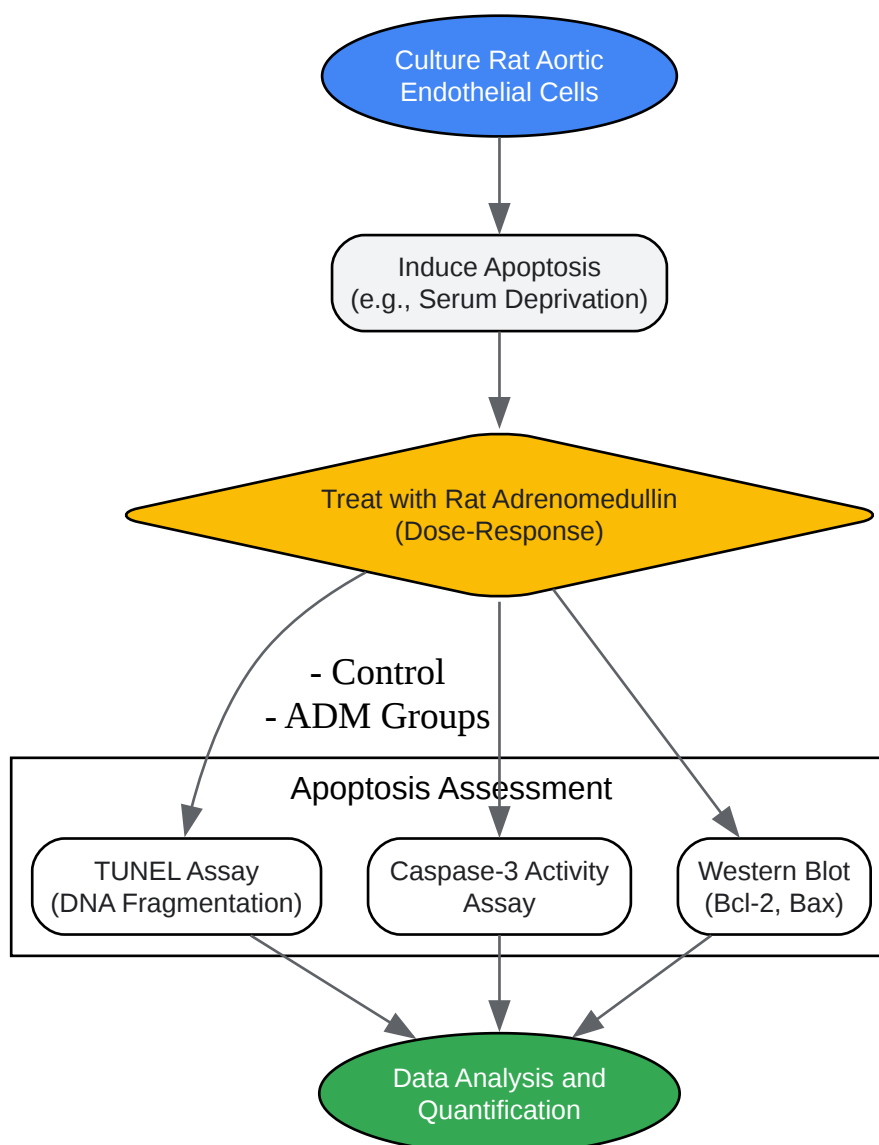 Culture Rat Aortic
Endothelial Cells
Induce Apoptosis
(e.g., Serum Deprivation)
Treat with Rat Adrenomedullin
(Dose-Response)
- Control
- ADM Groups
Apoptosis Assessment
TUNEL Assay
(DNA Fragmentation)
Caspase-3 Activity
Assay
Western Blot
(Bcl-2, Bax)
Data Analysis and
Quantification